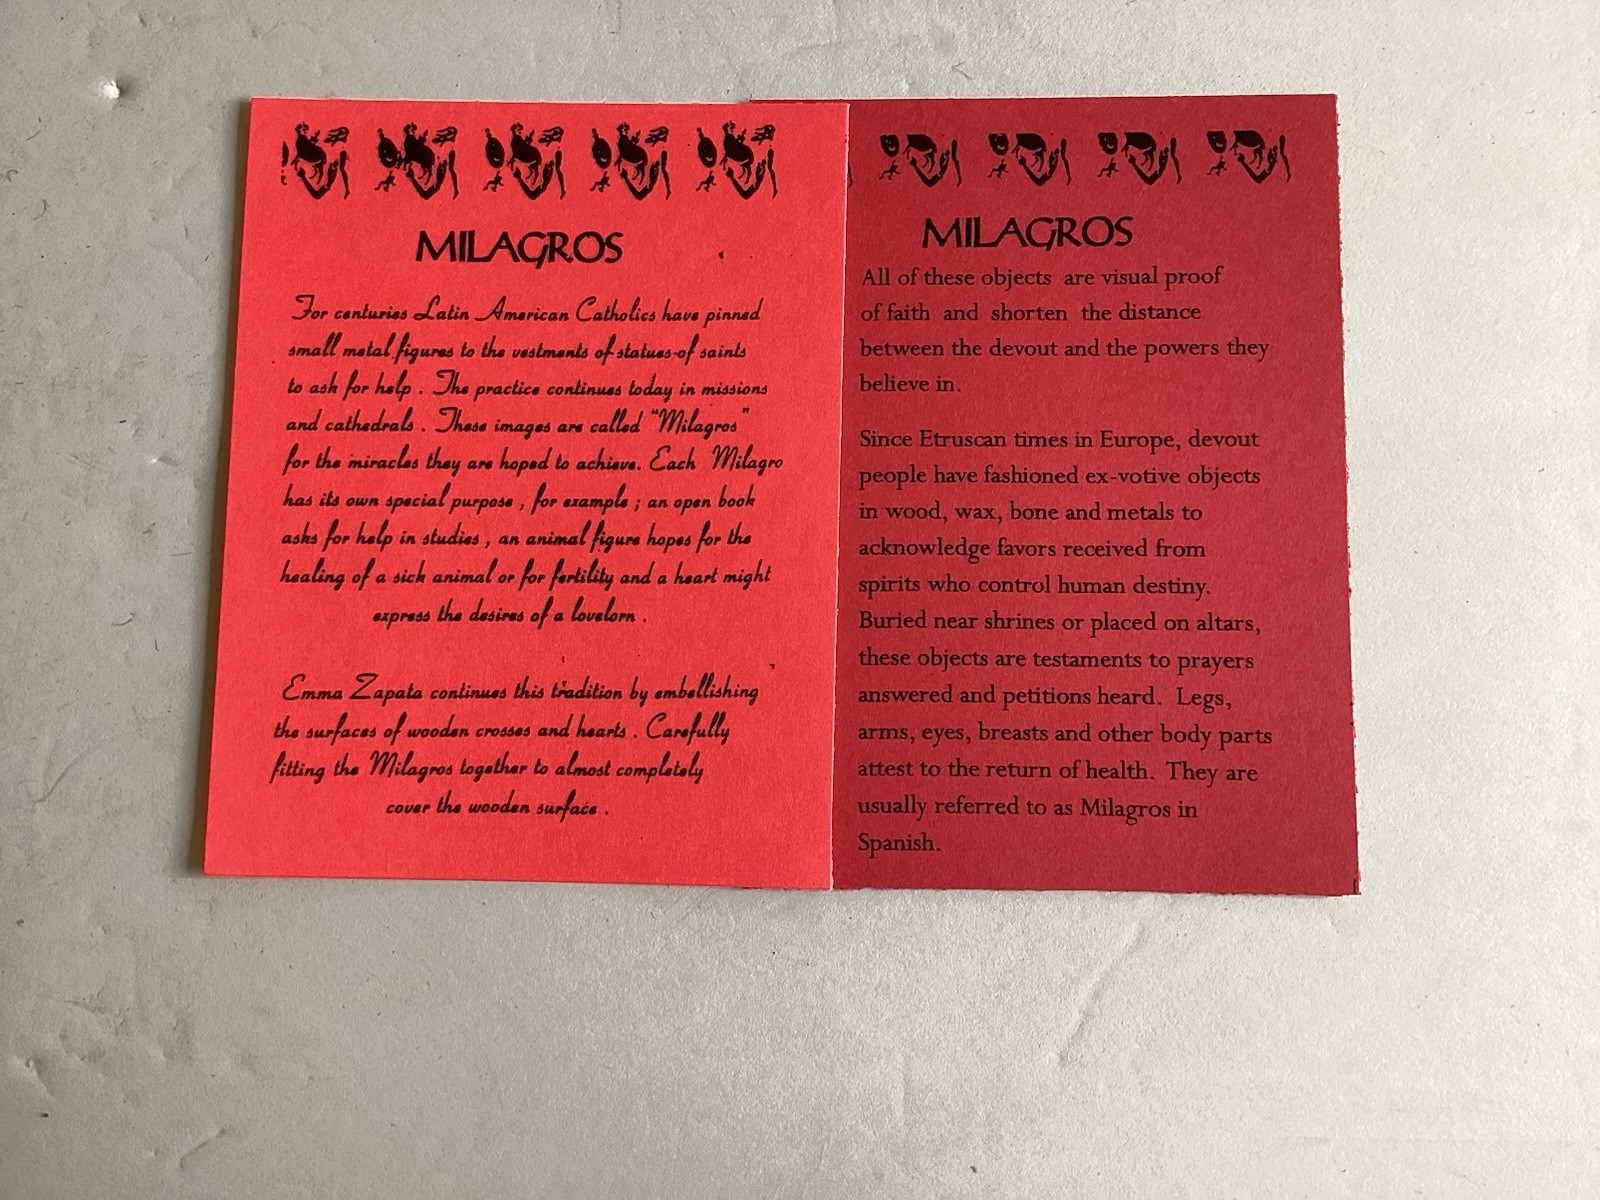 MILAGROS
For centuries Latin American Catholics have pinned
small metal figures to the vestments of statues of saints
to ask for help . The practice continues today in missions
and cathedrals . These images are called "Milagros"
for the miracles they are hoped to achieve. Each Milagro
has its own special purpose , for example ; an open book
asks for help in studies , an animal figure hopes for the
healing of a sick animal or for fertility and a heart might
express the desires of a lovelorn .
Emma Zapata continues this tradition by embellishing
the surfaces of wooden crosses and hearts . Carefully
fitting the Milagros together to almost completely
cover the wooden surface .
MILAGROS
All of these objects are visual proof
of faith and shorten the distance
between the devout and the powers they
believe in.
Since Etruscan times in Europe, devout
people have fashioned ex-votive objects
in wood, wax, bone and metals to
acknowledge favors received from
spirits who control human destiny.
Buried near shrines or placed on altars,
these objects are testaments to prayers
answered and petitions heard. Legs,
arms, eyes, breasts and other body parts
attest to the return of health. They are
usually referred to as Milagros in
Spanish.